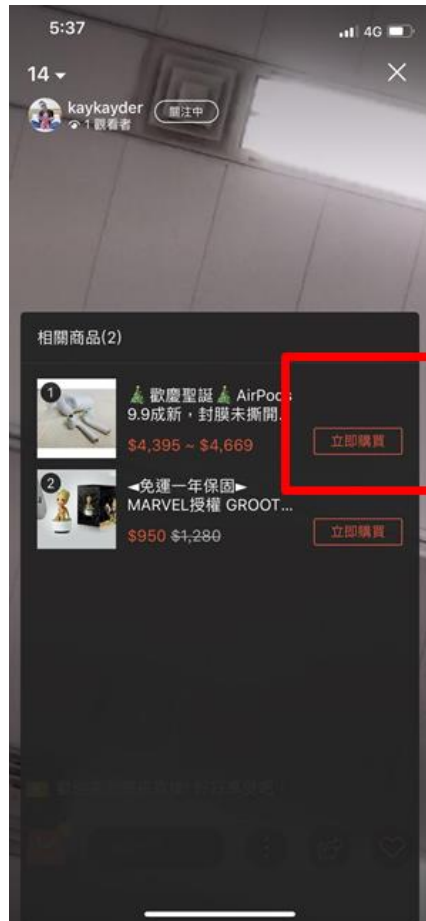 5:37
4G
14
kaykayder
關注中
1 觀看者
相關商品(2)
1
🎄 歡慶聖誕 🎄 AirPods
9.9成新，封膜未撕開...
$4,395 ~ $4,669
立即購買
2
◄免運一年保固►
MARVEL授權 GROOT...
$950 $1,280
立即購買